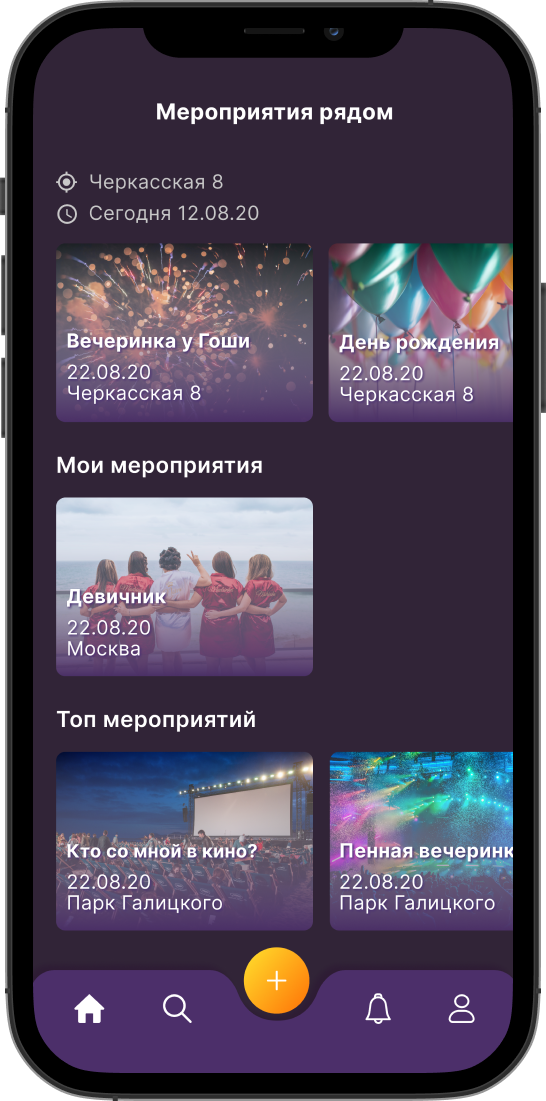 Мероприятия рядом
Черкасская 8
Сегодня 12.08.20
Вечеринка у Гоши
22.08.20
Черкасская 8
День рождения
22.08.20
Черкасская 8
Мои мероприятия
Девичник
22.08.20
Москва
Топ мероприятий
Кто со мной в кино?
22.08.20
Парк Галицкого
Пенная вечеринк
22.08.20
Парк Галицкого